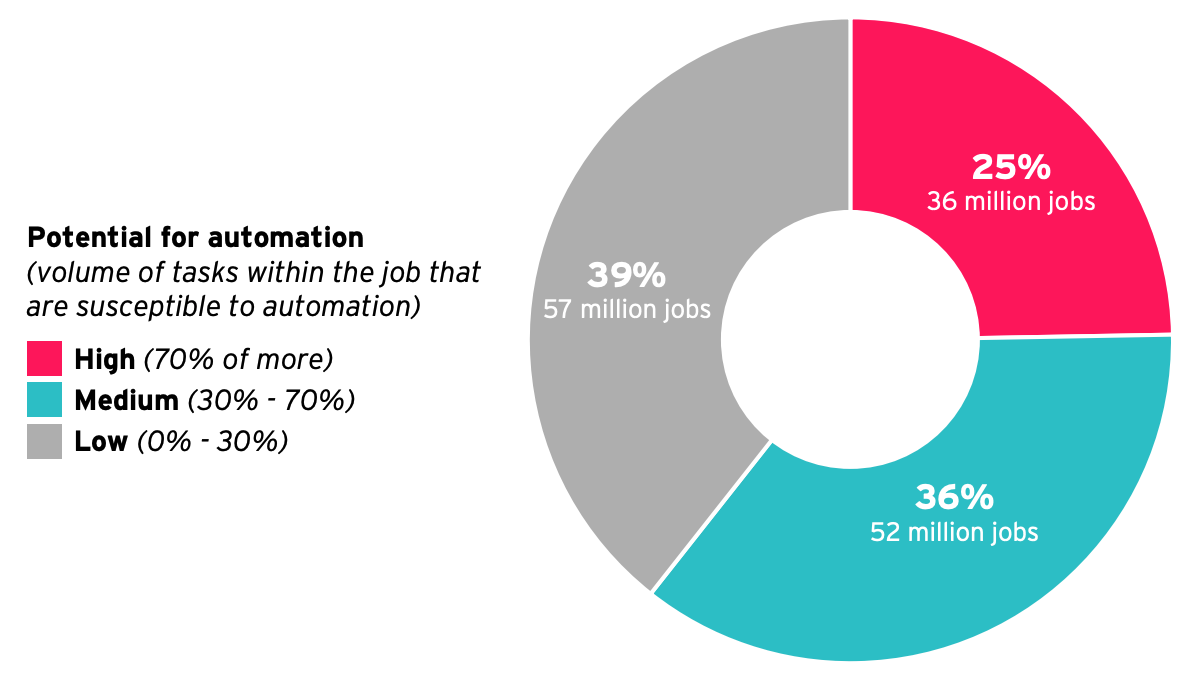 Potential for automation
(volume of tasks within the job that
are susceptible to automation)
High (70% of more)
Medium (30% - 70%)
Low (0% - 30%)
25%
36 million jobs
39%
57 million jobs
36%
52 million jobs